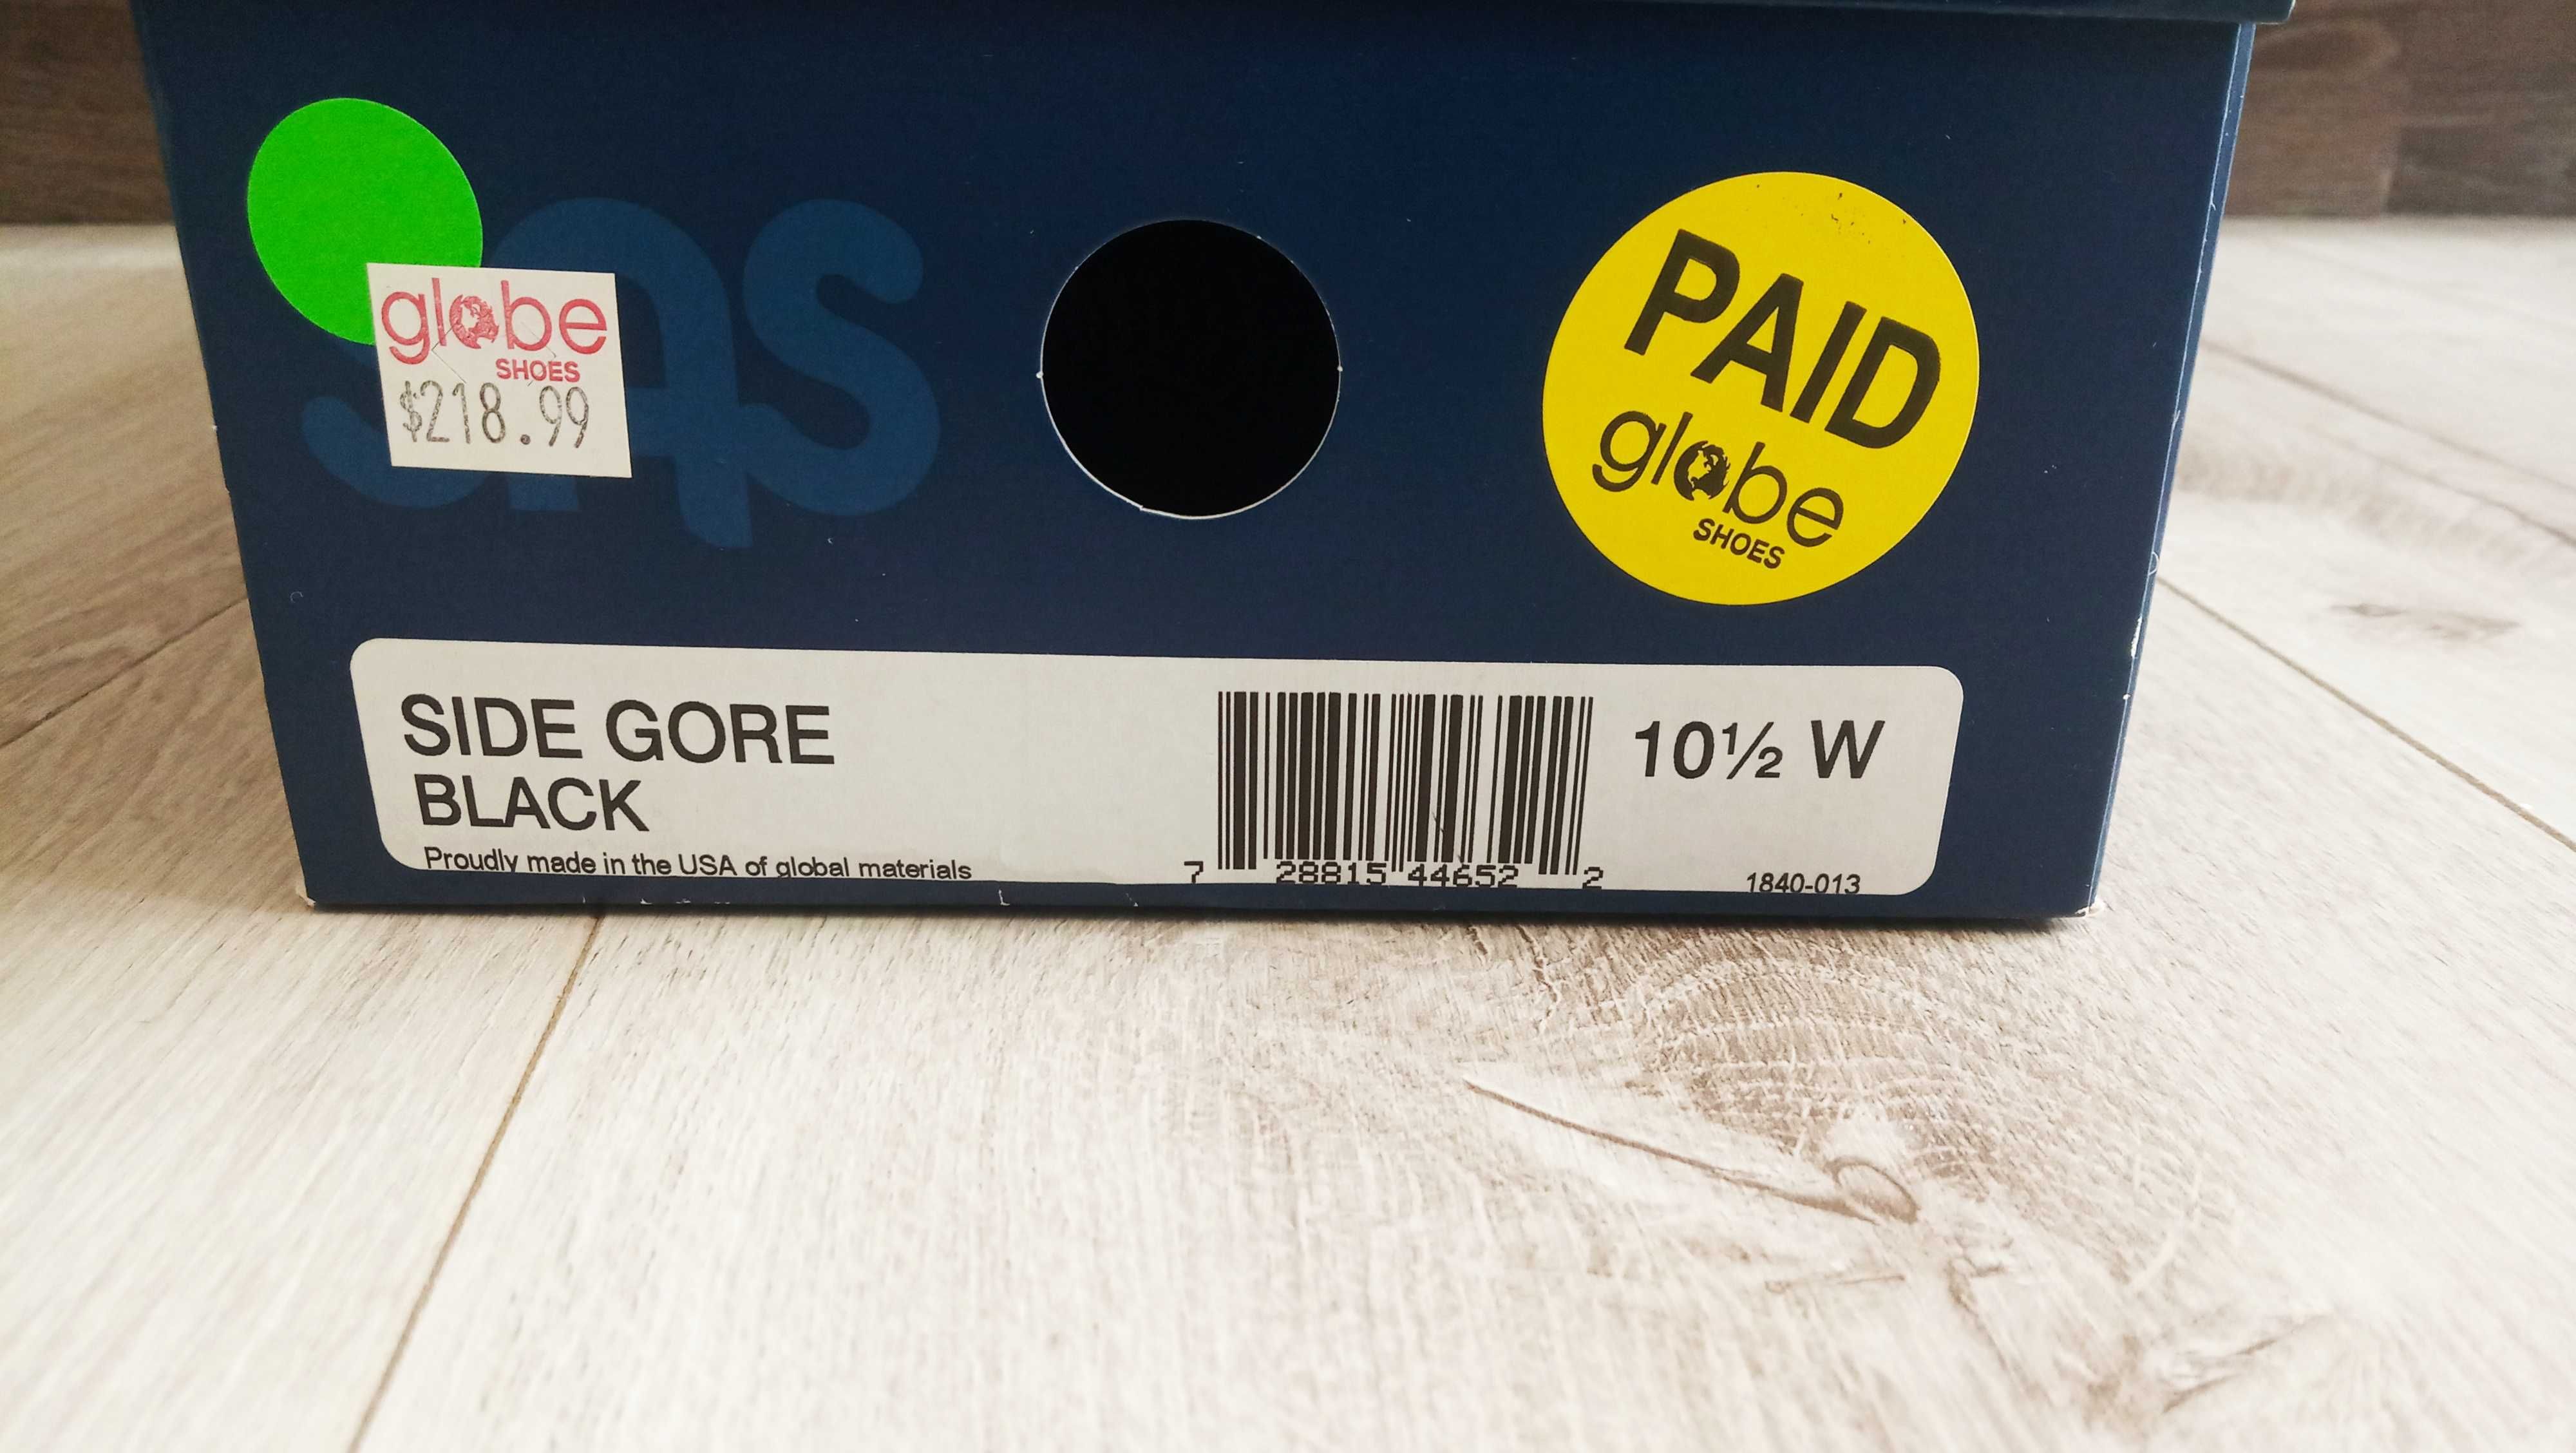 SAS
globe
SHOES
$218.99
PAID
globe
SHOES
SIDE GORE
BLACK
Proudly made in the USA of global materials
7 28815 44652 2
10½ W
1840-013